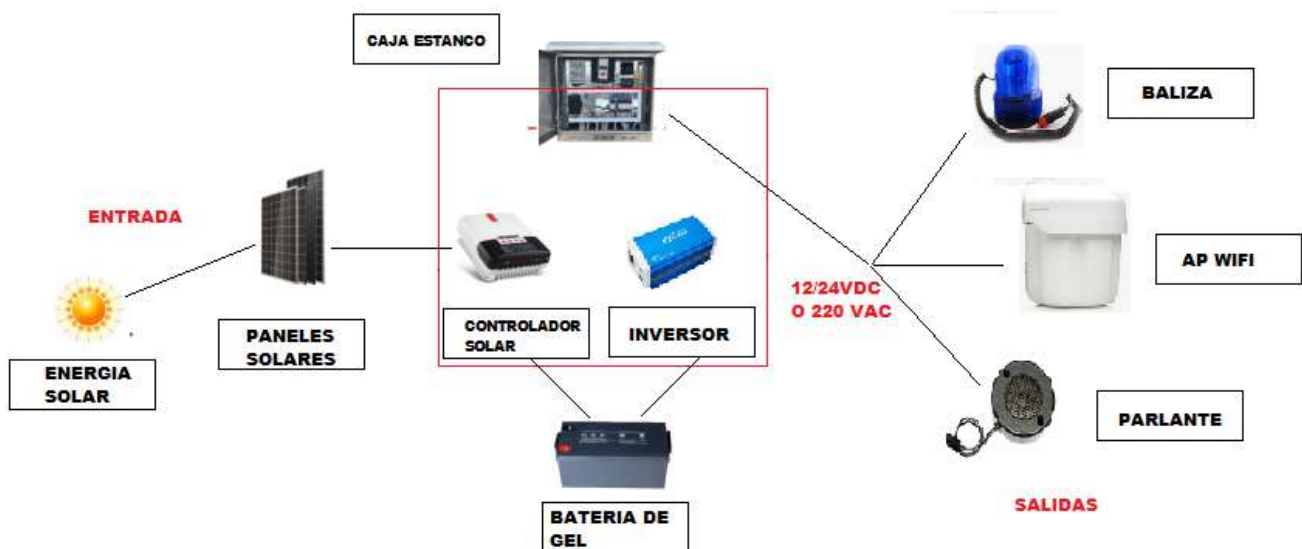 CAJA ESTANCO
BALIZA
ENTRADA
AP WIFI
12/24VDC
O 220 VAC
PANELES
SOLARES
CONTROLADOR
SOLAR
INVERSOR
ENERGIA
SOLAR
PARLANTE
SALIDAS
BATERIA DE
GEL